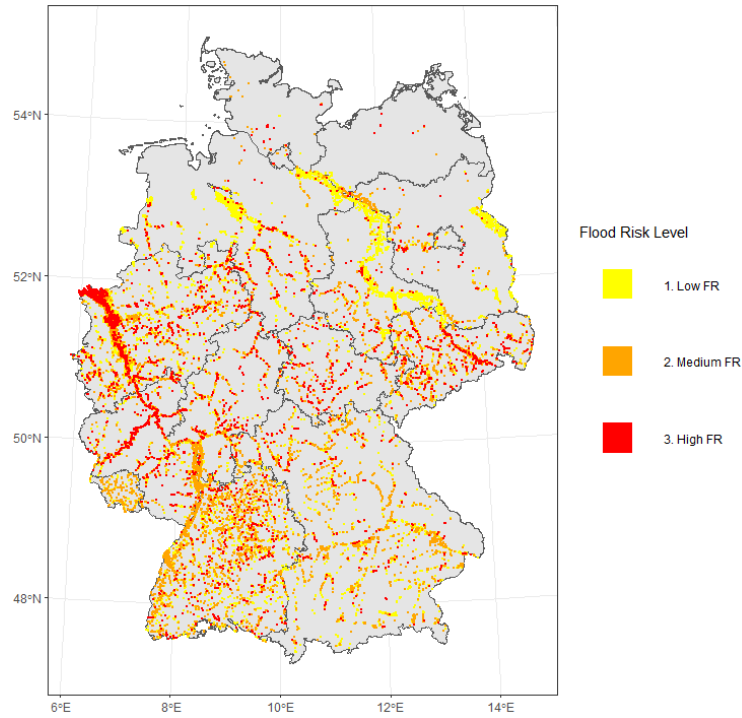 54°N
52°N
50°N
48°N
6°E
8°E
10°E
12°E
14°E
Flood Risk Level
1. Low FR
2. Medium FR
3. High FR